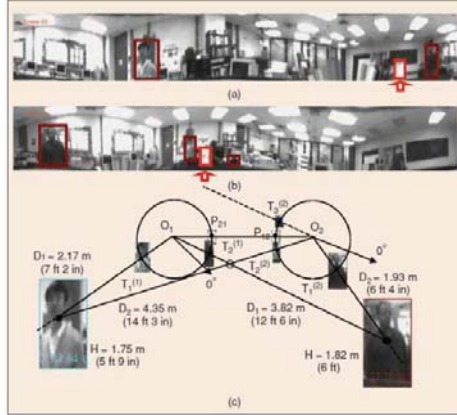 (a)
(b)
T₃⁽²⁾
O₁
P₂₁
P₁₂
O₂
D₁ = 2.17 m
(7 ft 2 in)
T₂⁽¹⁾
T₂⁽²⁾
0°
T₁⁽¹⁾
0°
T₁⁽²⁾
D₂ = 1.93 m
(6 ft 4 in)
D₂ = 4.35 m
(14 ft 3 in)
D₁ = 3.82 m
(12 ft 6 in)
H = 1.75 m
(5 ft 9 in)
H = 1.82 m
(6 ft)
(c)